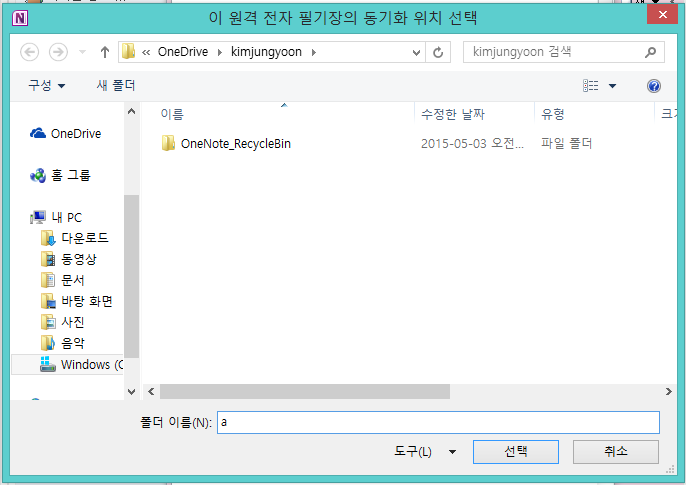 이 원격 전자 필기장의 동기화 위치 선택
« OneDrive › kimjungyoon ›
kimjungyoon 검색
구성
새 폴더
이름
수정한 날짜
유형
OneNote_RecycleBin
2015-05-03 오전...
파일 폴더
OneDrive
홈 그룹
내 PC
다운로드
동영상
문서
바탕 화면
사진
음악
Windows (C
폴더 이름(N): a
도구(L)
선택
취소